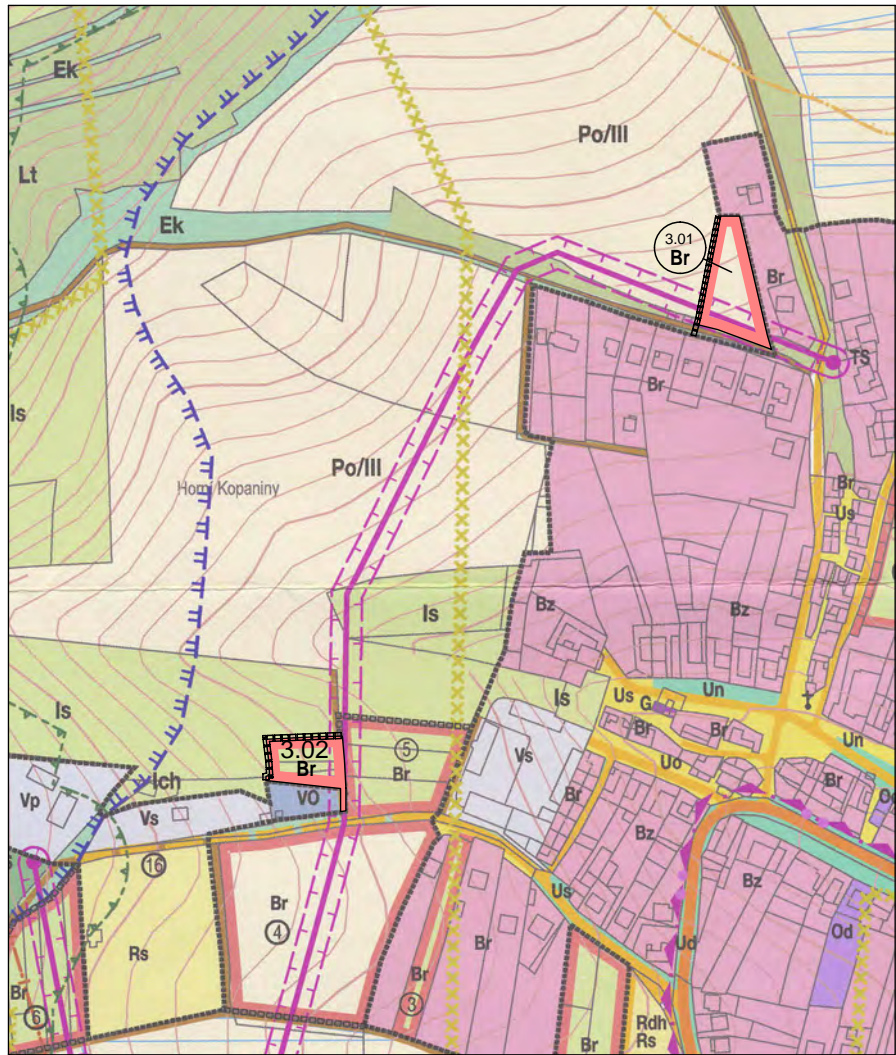 Ek
Po/III
Lt
Ek
3.01
Br
Br
TS
Br
Is
Po/III
Horní Kopaniny
Br
Us
Is
Bz
Bz
Is
Us
Un
G
Is
Br
Br
Un
3.02
Br
5
Br
Vs
Uo
Ich
Vp
VO
Vs
Br
Br
Bz
16
Br
4
Us
Bz
Rs
Br
Od
Ud
Br
6
Br
3
Br
Rdh
Rs